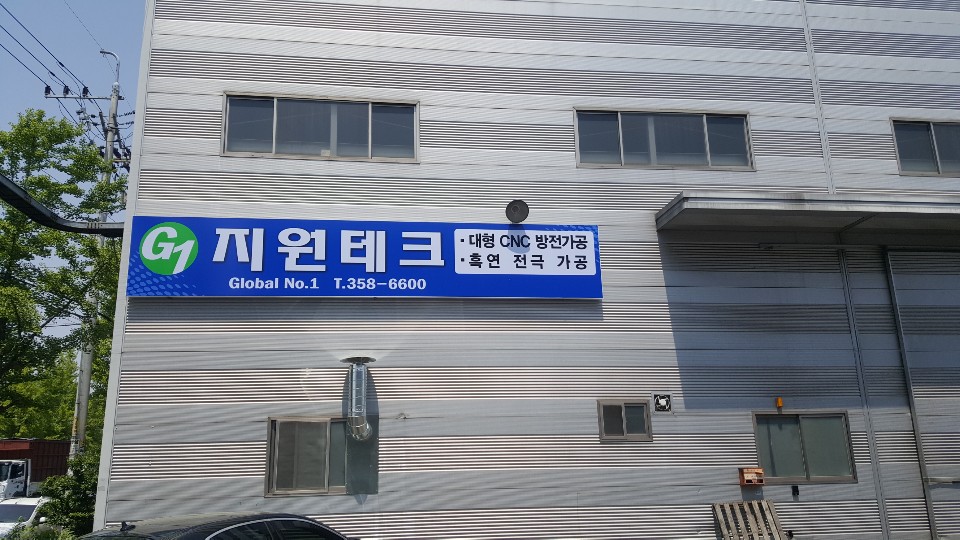 G1 지원테크
· 대형 CNC 방전가공
· 흑연 전극 가공
Global No.1 T.358-6600